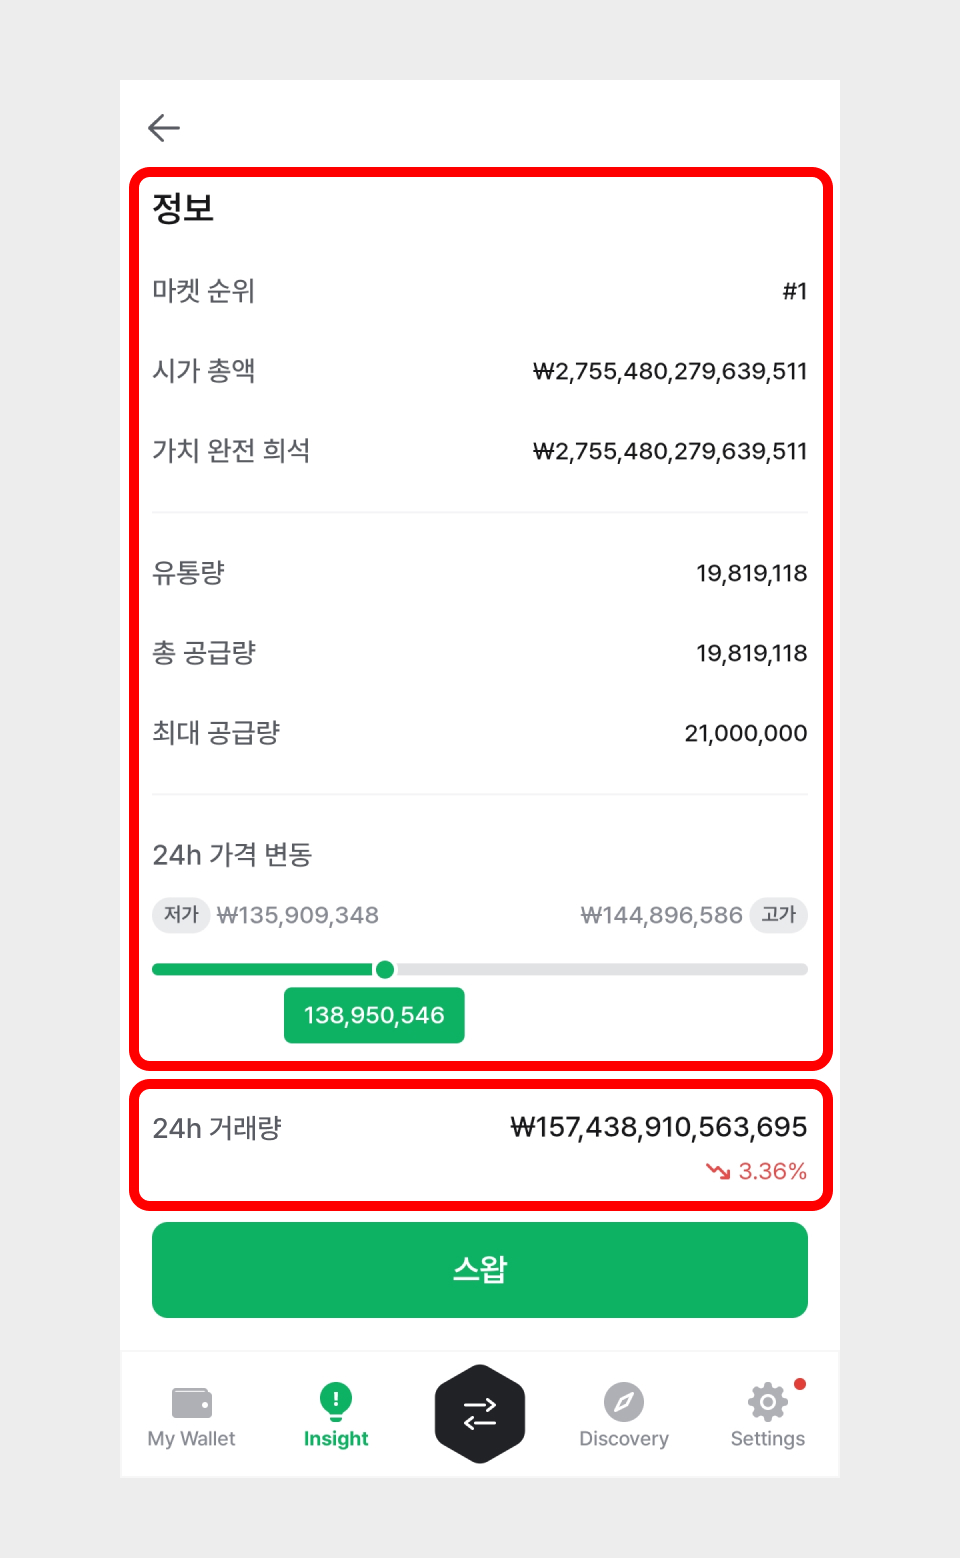 정보
마켓 순위 #1
시가 총액 ₩2,755,480,279,639,511
가치 완전 희석 ₩2,755,480,279,639,511
유통량 19,819,118
총 공급량 19,819,118
최대 공급량 21,000,000
24h 가격 변동
저가 ₩135,909,348 ₩144,896,586 고가
138,950,546
24h 거래량 ₩157,438,910,563,695
3.36%
스왑
My Wallet Insight Discovery Settings